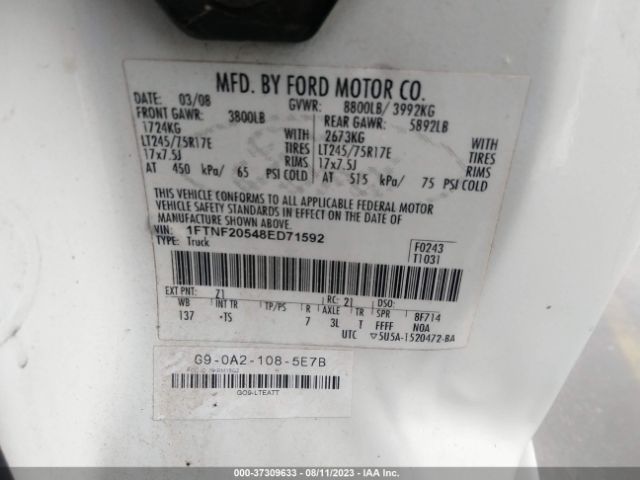 MFD. BY FORD MOTOR CO.
DATE: 03/08 GVWR: 8800LB/ 3992KG
FRONT GAWR: 3800LB REAR GAWR: 5892LB
1724KG WITH 2673KG WITH
LT245/75R17E TIRES LT245/75R17E TIRES
17x7.5J RIMS 17x7.5J RIMS
AT 450 kPa/ 65 PSI COLD AT 515 kPa/ 75 PSI COLD
THIS VEHICLE CONFORMS TO ALL APPLICABLE FEDERAL MOTOR
VEHICLE SAFETY STANDARDS IN EFFECT ON THE DATE OF
MANUFACTURE SHOWN ABOVE.
VIN: 1FTNF20548ED71592
TYPE: Truck
F0243
T1031
EXT PNT: Z1 RC: 21 DSO:
WB INT TR TP/PS R AXLE TR SPR BF714
137 -TS 7 3L T FFFF NOA
UTC ▽5U5A-1520472-BA
G9-0A2-108-5E7B
GO9-LTEATT
000-37309633 - 08/11/2023 - IAA Inc.